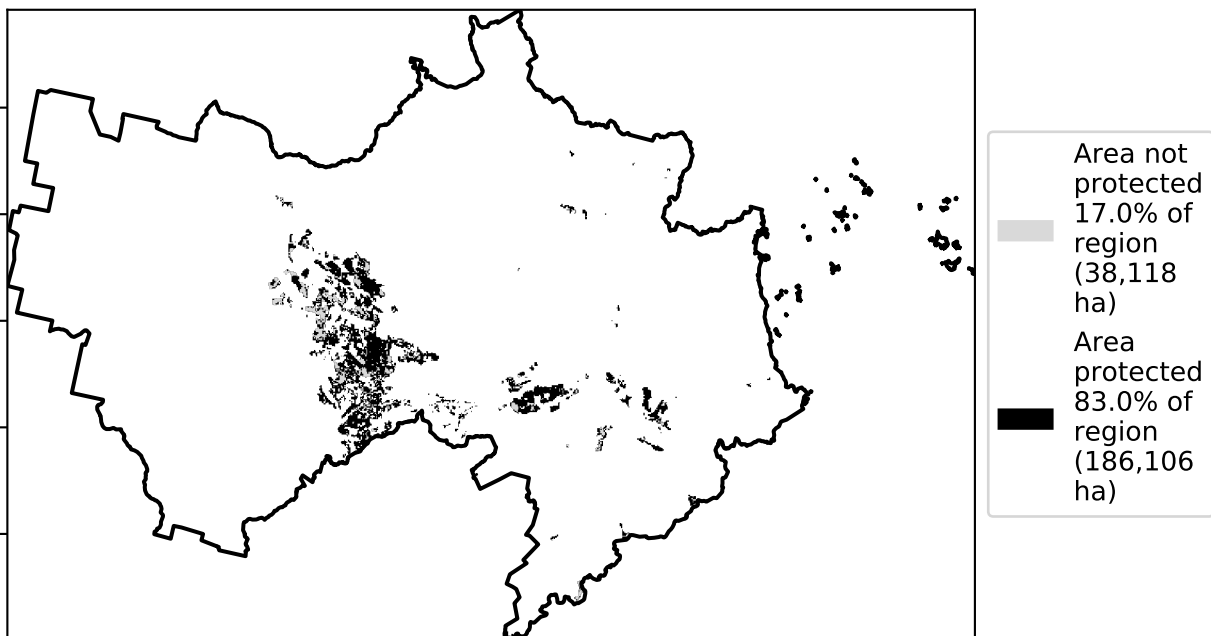 Area not
protected
17.0% of
region
(38,118
ha)
Area
protected
83.0% of
region
(186,106
ha)